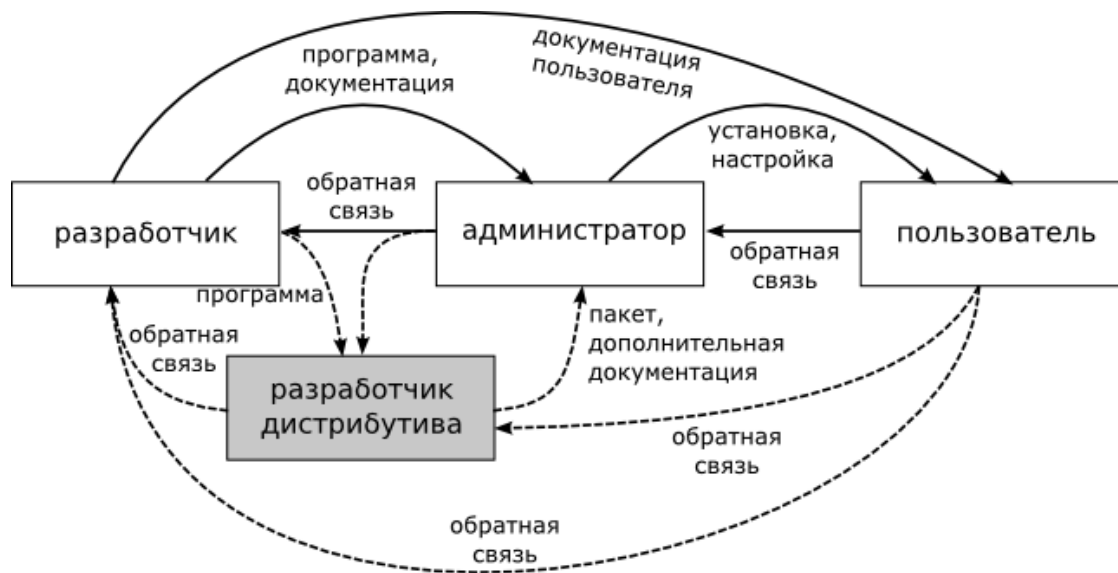 документация
пользователя
программа,
документация
установка,
настройка
обратная
связь
разработчик
администратор
пользователь
обратная
связь
программа
пакет,
дополнительная
документация
обратная
связь
разработчик
дистрибутива
обратная
связь
обратная
связь